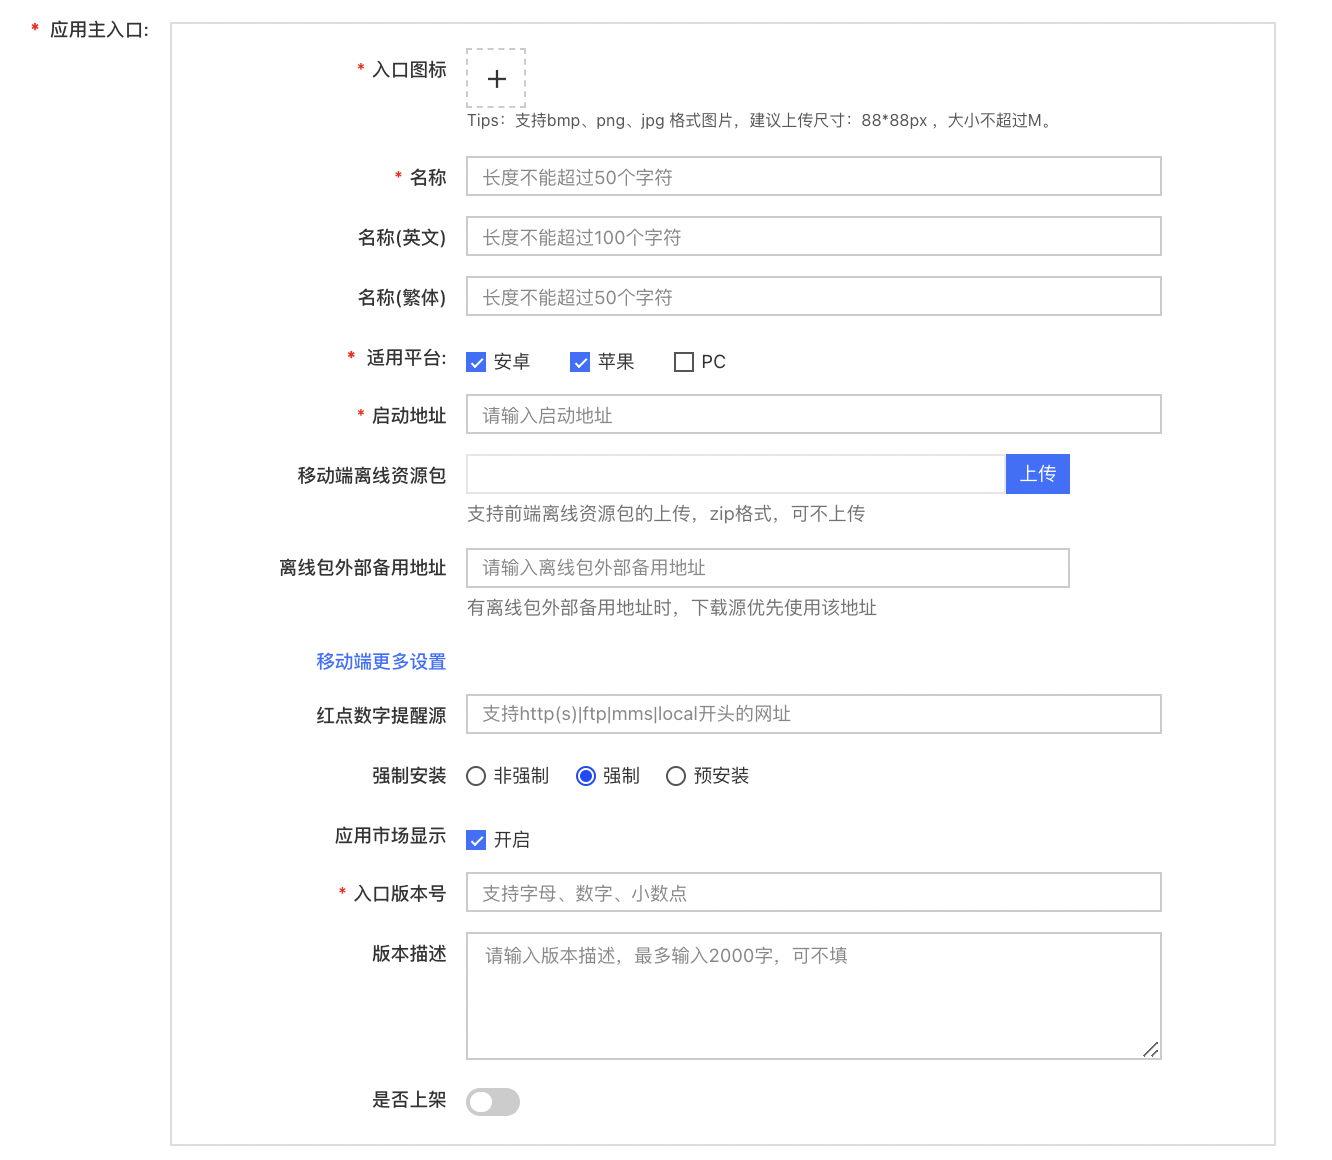 * 应用主入口:
* 入口图标
Tips：支持bmp、png、jpg 格式图片，建议上传尺寸：88*88px ，大小不超过M。
* 名称 长度不能超过50个字符
名称(英文) 长度不能超过100个字符
名称(繁体) 长度不能超过50个字符
* 适用平台: 安卓 苹果 PC
* 启动地址 请输入启动地址
移动端离线资源包 上传
支持前端离线资源包的上传，zip格式，可不上传
离线包外部备用地址 请输入离线包外部备用地址
有离线包外部备用地址时，下载源优先使用该地址
移动端更多设置
红点数字提醒源 支持http(s)|ftp|mms|local开头的网址
强制安装 非强制 强制 预安装
应用市场显示 开启
* 入口版本号 支持字母、数字、小数点
版本描述 请输入版本描述，最多输入2000字，可不填
是否上架